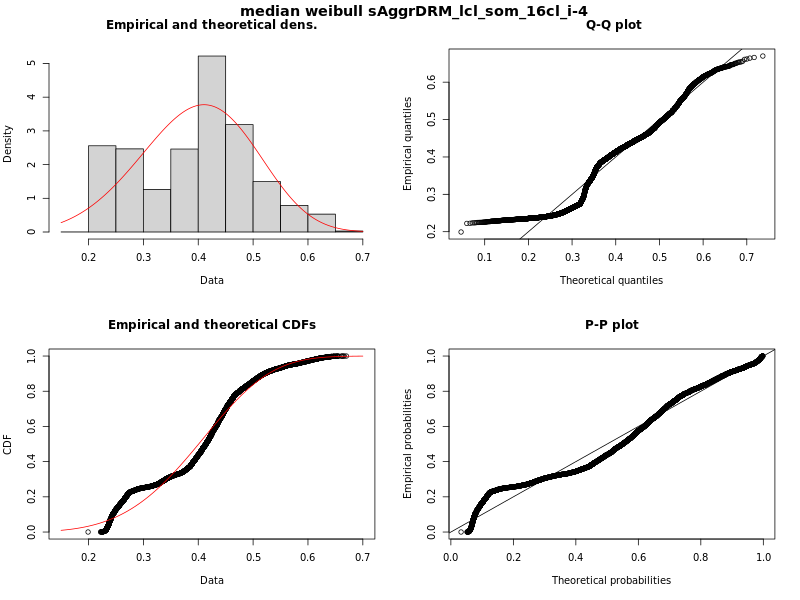 median weibull sAggrDRM_lcl_som_16cl_i-4
Empirical and theoretical dens.
Density
0 1 2 3 4 5
0.2 0.3 0.4 0.5 0.6 0.7
Data
Q-Q plot
Empirical quantiles
0.2 0.3 0.4 0.5 0.6
0.1 0.2 0.3 0.4 0.5 0.6 0.7
Theoretical quantiles
Empirical and theoretical CDFs
CDF
0.0 0.2 0.4 0.6 0.8 1.0
0.2 0.3 0.4 0.5 0.6 0.7
Data
P-P plot
Empirical probabilities
0.0 0.2 0.4 0.6 0.8 1.0
0.0 0.2 0.4 0.6 0.8 1.0
Theoretical probabilities